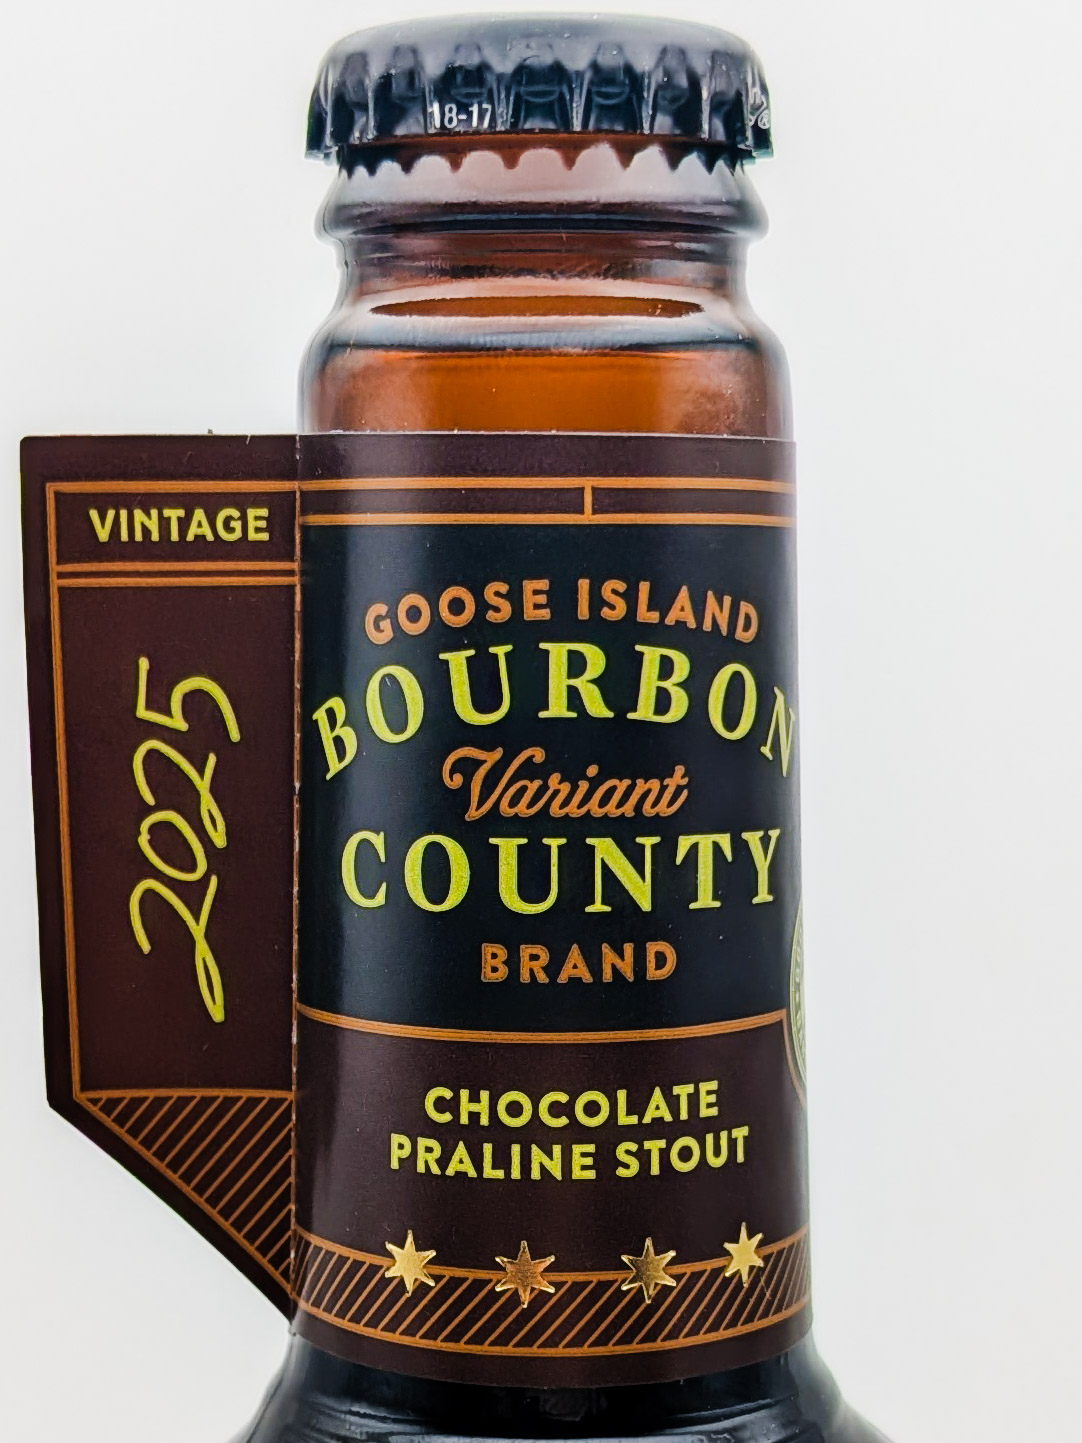 18-17
VINTAGE
2025
GOOSE ISLAND
BOURBON
Variant
COUNTY
BRAND
CHOCOLATE
PRALINE STOUT